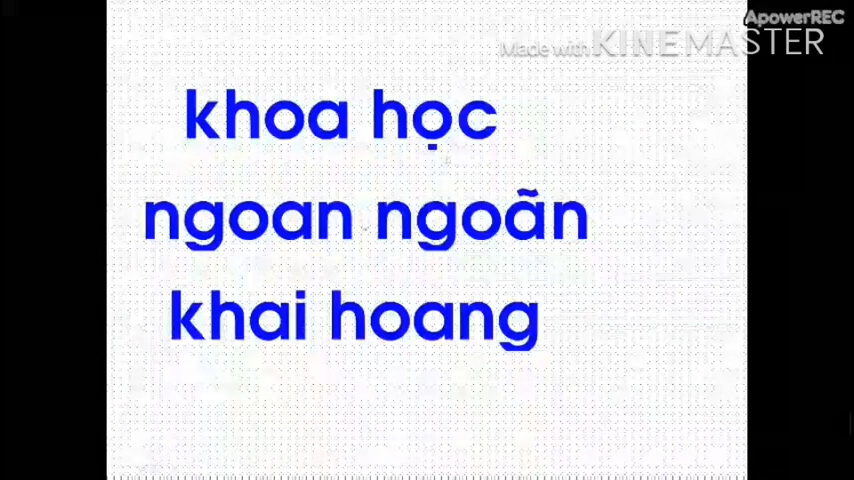 ApowerREC
Made with KINEMASTER
khoa học
ngoan ngoãn
khai hoang